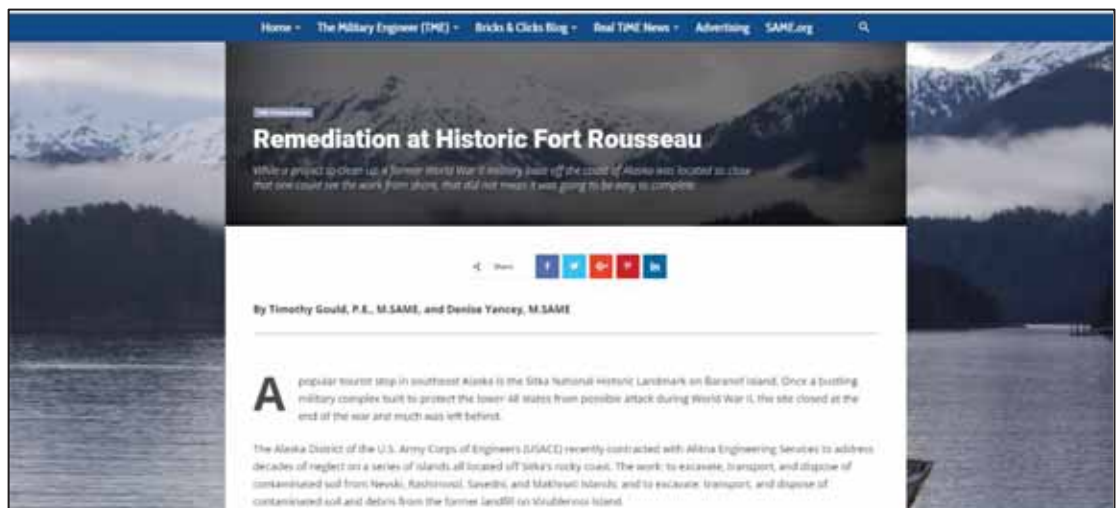 Home The Military Engineer (TME) Bricks & Clicks Blog Real TIME News Advertising SAME.org
Remediation at Historic Fort Rousseau
While a project to clean up a former World War II military base off the coast of Alaska was located so close
that one could see the work from shore, that did not mean it was going to be easy to complete.
Share
By Timothy Gould, P.E., M.SAME, and Denise Yancey, M.SAME
A popular tourist stop in southeast Alaska is the Sitka National Historic Landmark on Baranof Island. Once a bustling
military complex built to protect the lower 48 states from possible attack during World War II, the site closed at the
end of the war and much was left behind.
The Alaska District of the U.S. Army Corps of Engineers (USACE) recently contracted with Ahtna Engineering Services to address
decades of neglect on a series of islands all located off Sitka's rocky coast. The work: to excavate, transport, and dispose of
contaminated soil from Nevski, Reshimosti, Sasedni, and Makhnati Islands; and to excavate, transport, and dispose of
contaminated soil and debris from the former landfill on Virublennoi Island.